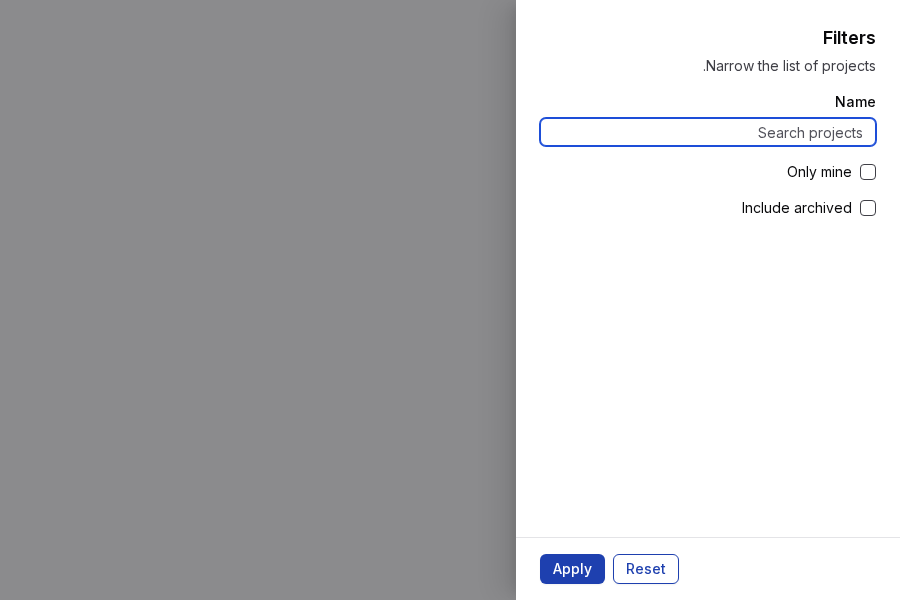 Filters
.Narrow the list of projects
Name
Search projects
Only mine
Include archived
Apply
Reset